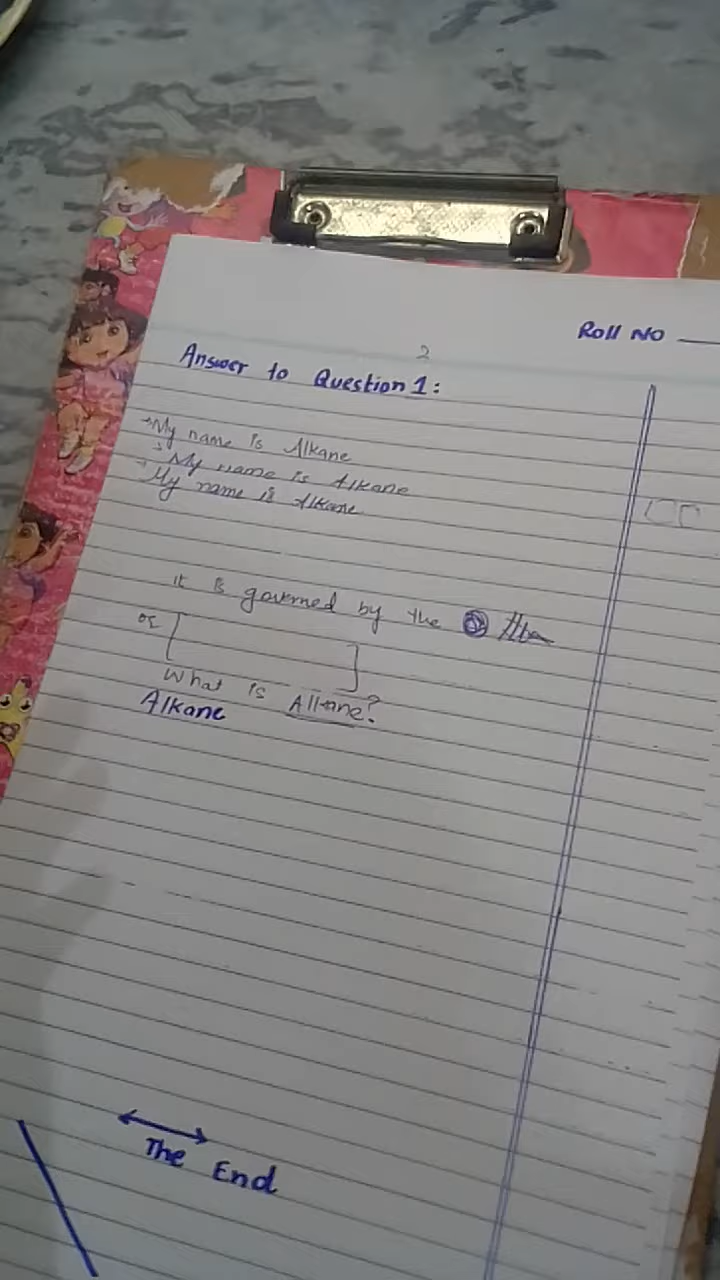 Roll No
2
Answer to Question 1:
My name is Alkane
My name is Alkane
My name is Alkane
it is governed by the
What is Alkane?
Alkane
The End